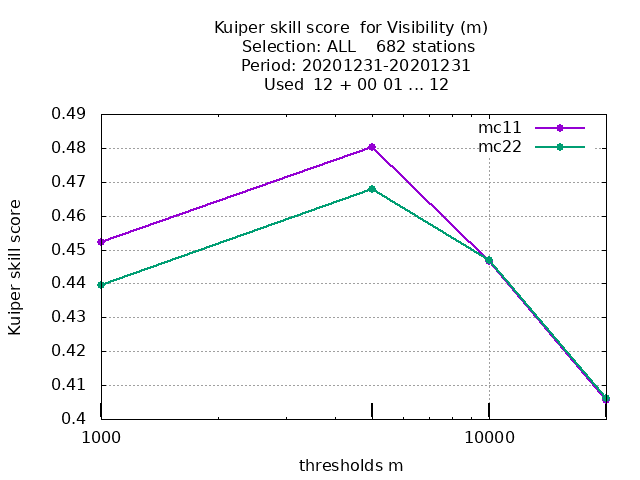 Kuiper skill score  for Visibility (m)
Selection: ALL    682 stations
Period: 20201231-20201231
Used  12 + 00 01 ... 12
mc11
mc22
0.49
0.48
0.47
0.46
0.45
0.44
0.43
0.42
0.41
0.4
Kuiper skill score
1000
10000
thresholds m